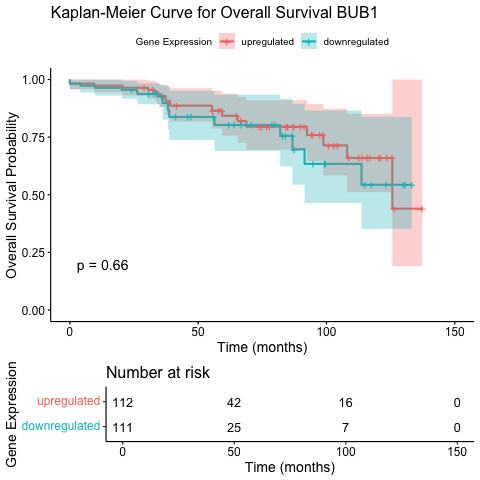 Kaplan-Meier Curve for Overall Survival BUB1
Gene Expression upregulated downregulated
Overall Survival Probability
1.00
0.75
0.50
0.25
0.00
p = 0.66
0 50 100 150
Time (months)
Number at risk
Gene Expression
upregulated 112 42 16 0
downregulated 111 25 7 0
0 50 100 150
Time (months)